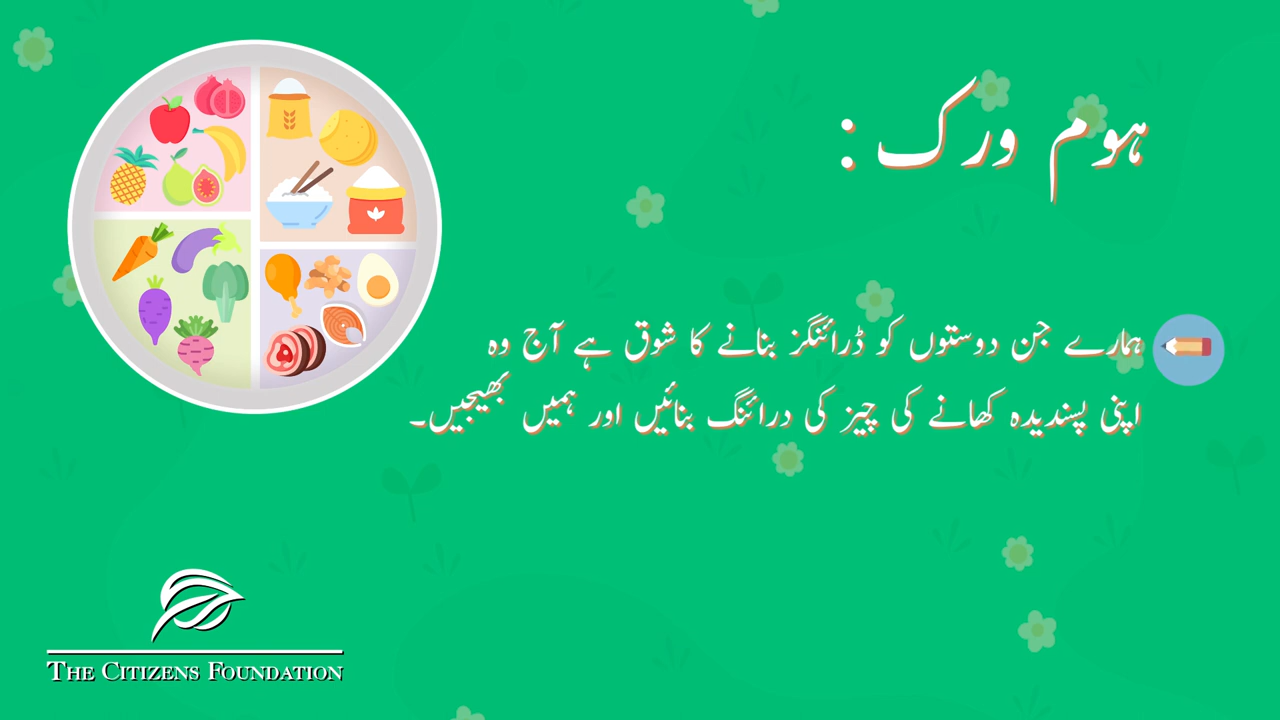 ہوم ورک :
ہمارے جن دوستوں کو ڈرائنگز بنانے کا شوق ہے آج وہ
اپنی پسندیدہ کھانے کی چیز کی درائنگ بنائیں اور ہمیں بھیجیں۔
THE CITIZENS FOUNDATION